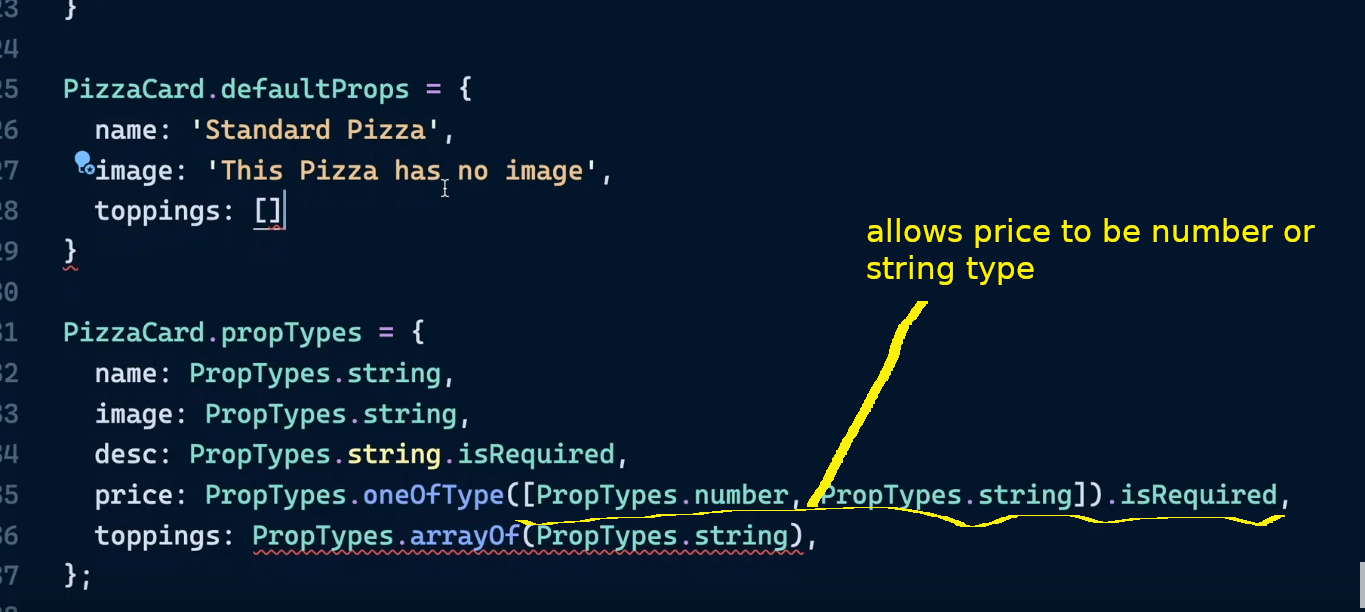 23 }
24
25 PizzaCard.defaultProps = {
26 name: 'Standard Pizza',
27 image: 'This Pizza has no image',
28 toppings: []
29 }
allows price to be number or
string type
30
31 PizzaCard.propTypes = {
32 name: PropTypes.string,
33 image: PropTypes.string,
34 desc: PropTypes.string.isRequired,
35 price: PropTypes.oneOfType([PropTypes.number, PropTypes.string]).isRequired,
36 toppings: PropTypes.arrayOf(PropTypes.string),
37 };